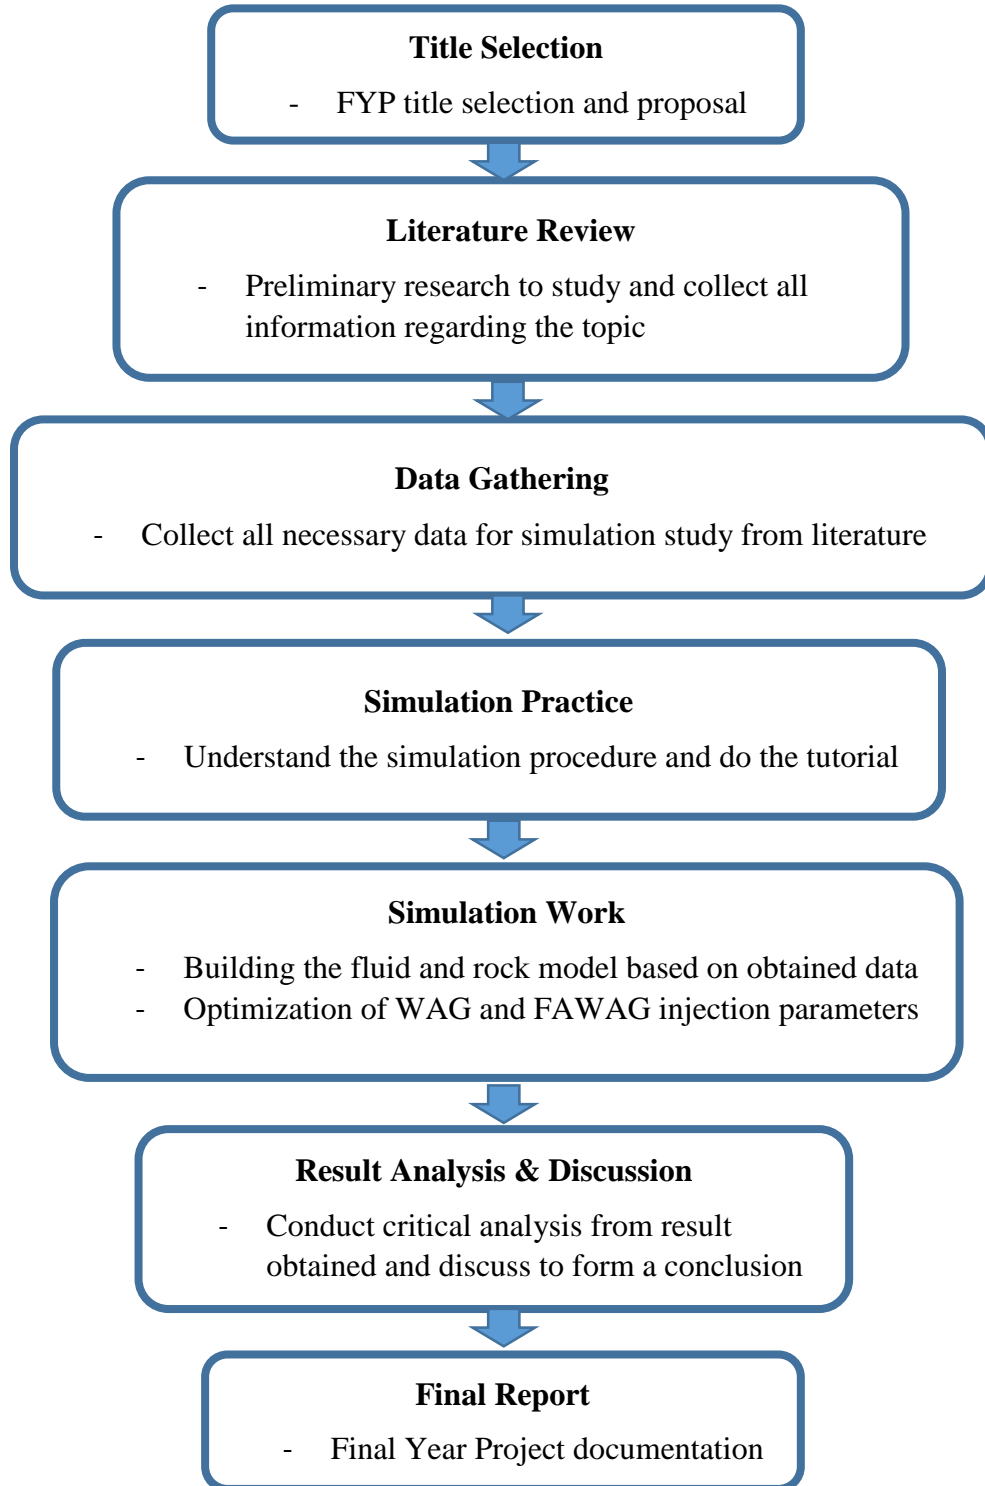 Title Selection
- FYP title selection and proposal
Literature Review
- Preliminary research to study and collect all
information regarding the topic
Data Gathering
- Collect all necessary data for simulation study from literature
Simulation Practice
- Understand the simulation procedure and do the tutorial
Simulation Work
- Building the fluid and rock model based on obtained data
- Optimization of WAG and FAWAG injection parameters
Result Analysis & Discussion
- Conduct critical analysis from result
obtained and discuss to form a conclusion
Final Report
- Final Year Project documentation